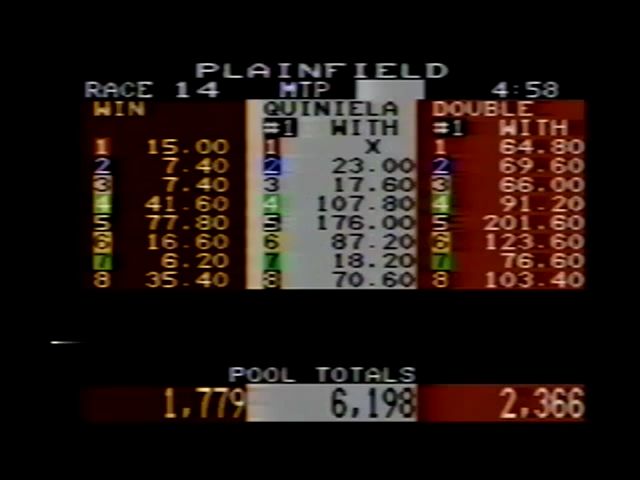 PLAINFIELD
RACE 14 MTP 4:58
WIN QUINIELA DOUBLE
#1 WITH #1 WITH
1 15.00 1 X 1 64.80
2 7.40 2 23.00 2 69.60
3 7.40 3 17.60 3 66.00
4 41.60 4 107.80 4 91.20
5 77.80 5 176.00 5 201.60
6 16.60 6 87.20 6 123.60
7 6.20 7 18.20 7 76.60
8 35.40 8 70.60 8 103.40
POOL TOTALS
1,779 6,198 2,366